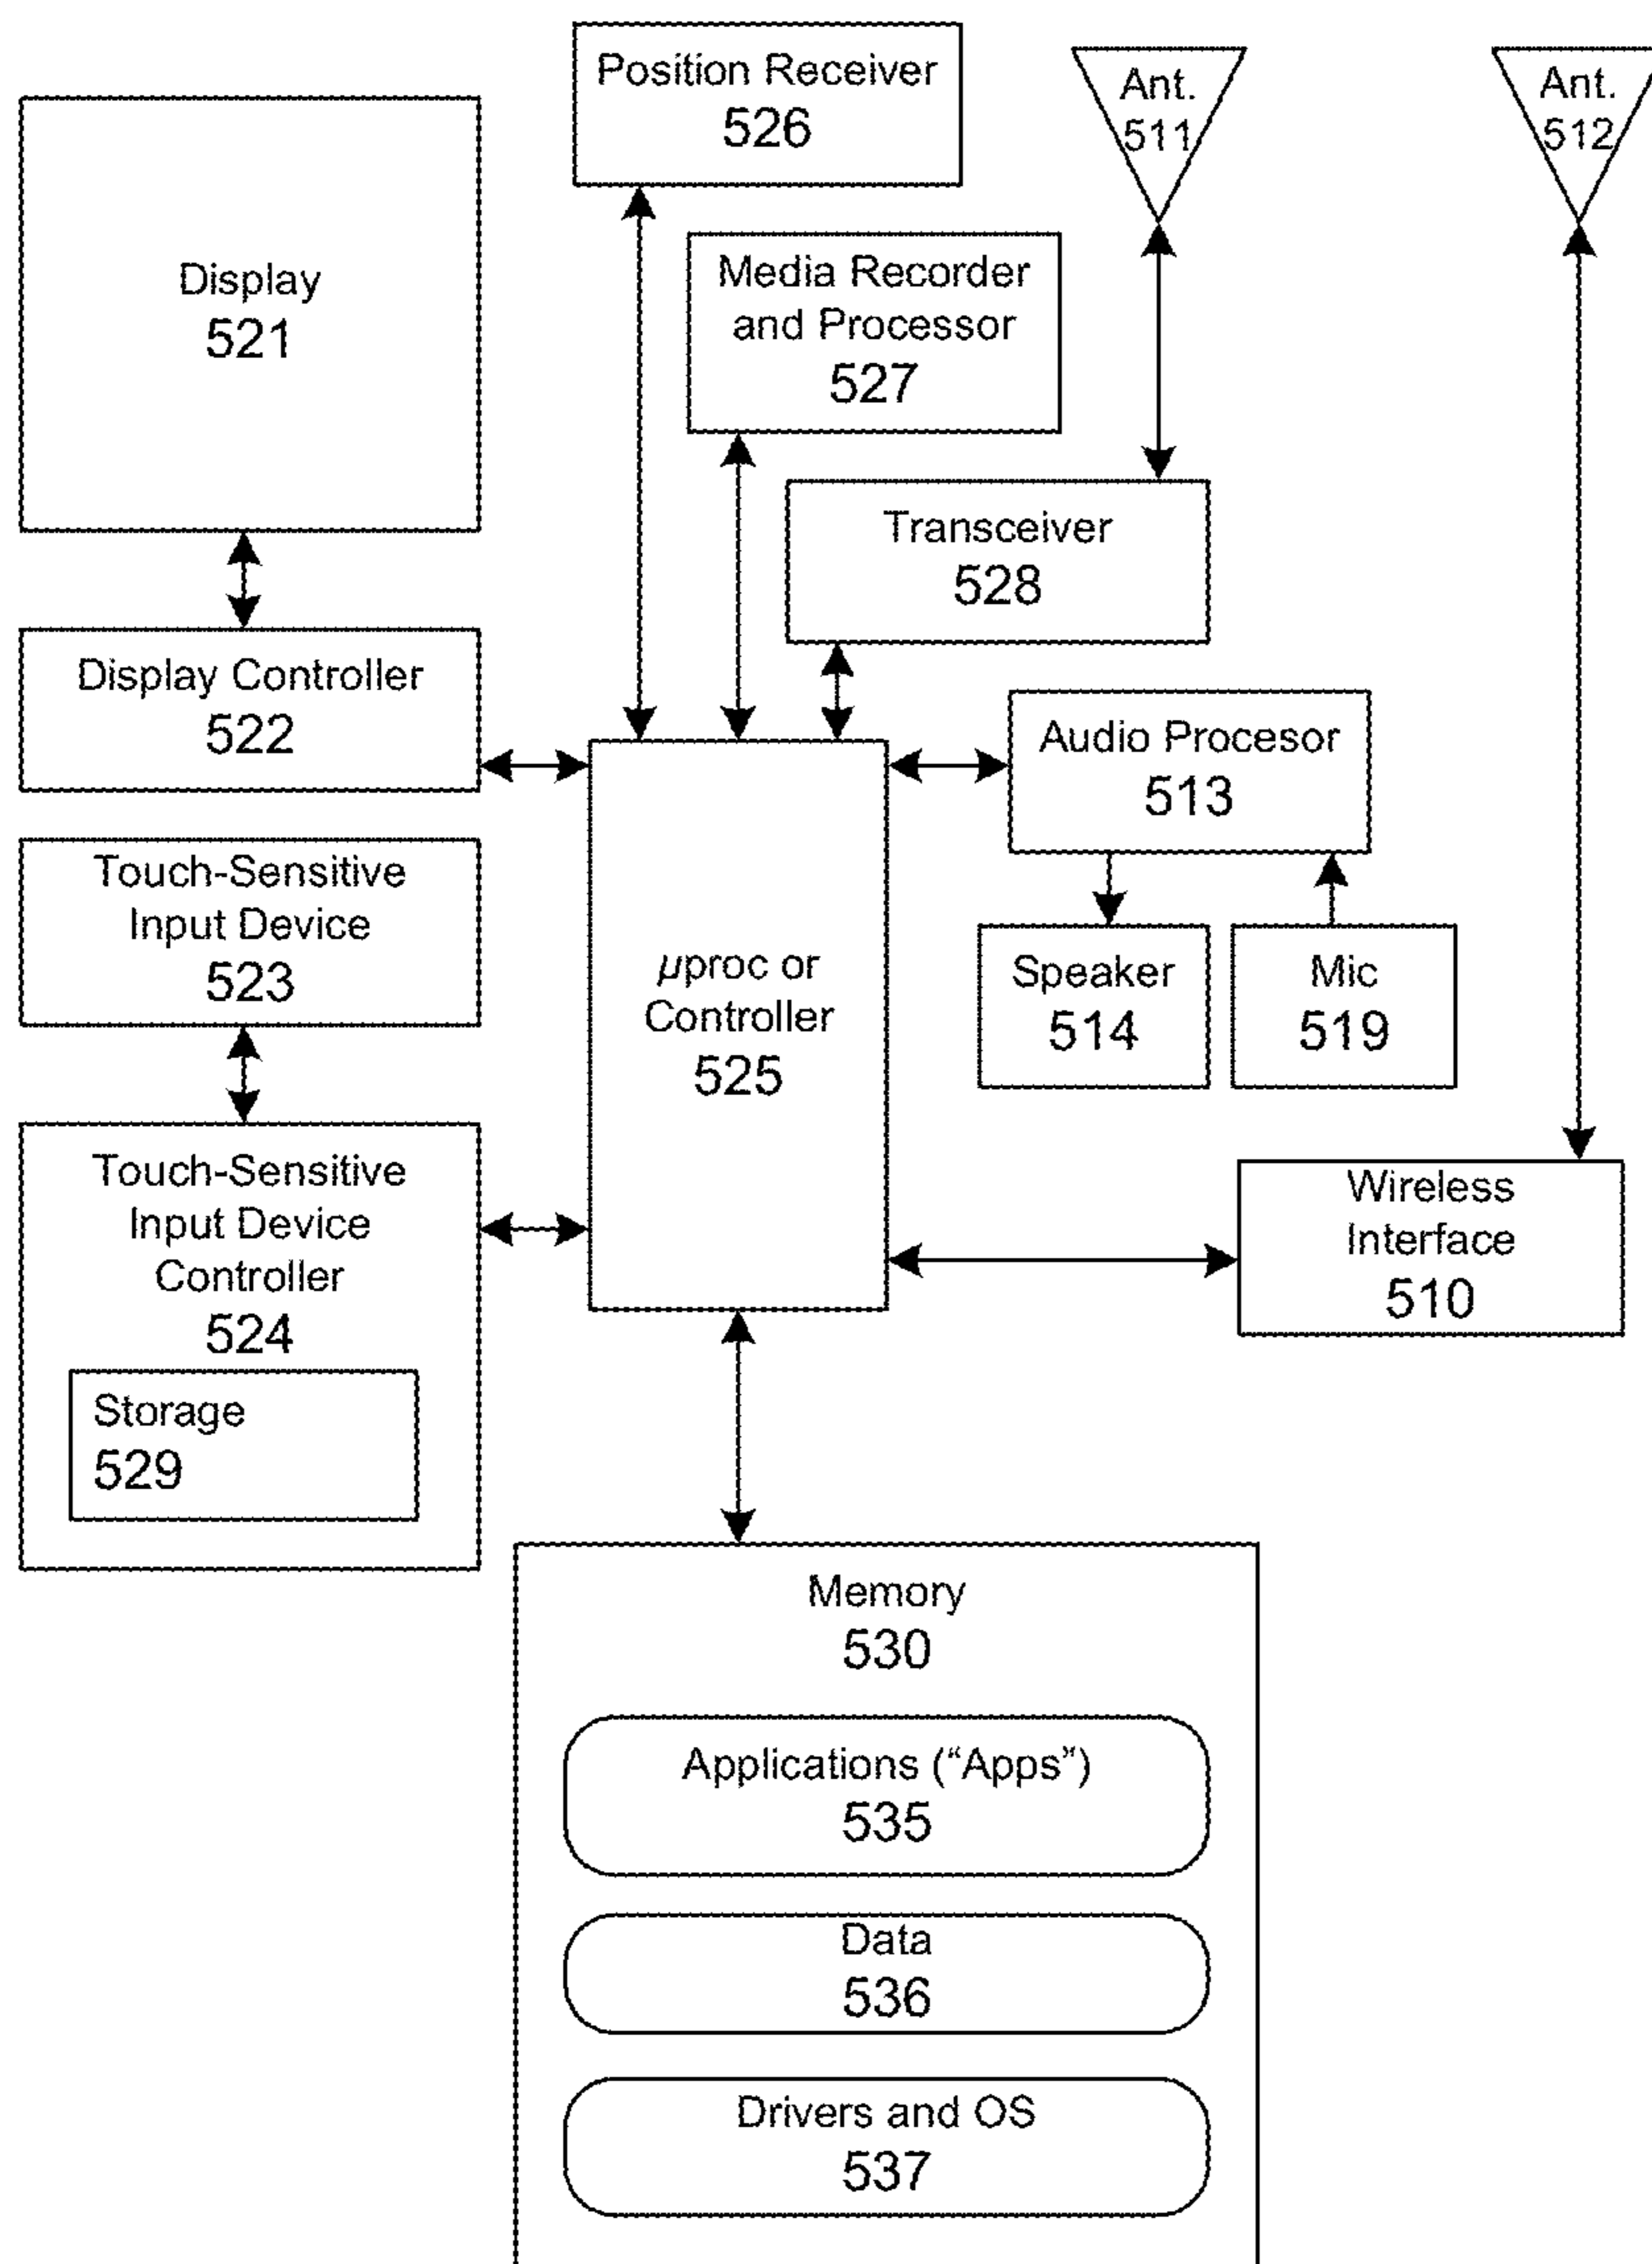 Position Receiver
526
Ant.
511
Ant.
512
Display
521
Media Recorder
and Processor
527
Transceiver
528
Display Controller
522
Audio Procesor
513
Touch-Sensitive
Input Device
523
µproc or
Controller
525
Speaker
514
Mic
519
Touch-Sensitive
Input Device
Controller
524
Storage
529
Wireless
Interface
510
Memory
530
Applications (“Apps”)
535
Data
536
Drivers and OS
537